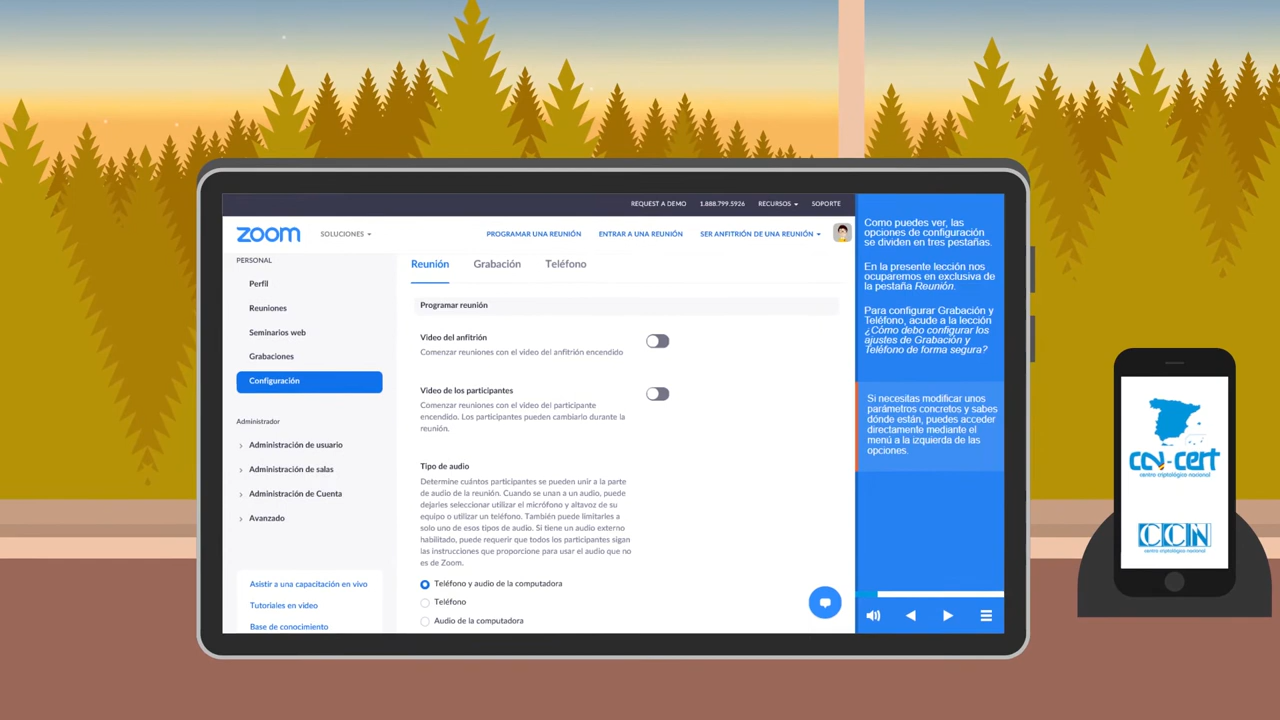 REQUEST A DEMO 1.888.799.5926 RECURSOS SOPORTE
zoom SOLUCIONES PROGRAMAR UNA REUNIÓN ENTRAR A UNA REUNIÓN SER ANFITRIÓN DE UNA REUNIÓN
PERSONAL
Perfil
Reuniones
Seminarios web
Grabaciones
Configuración
Administrador
Administración de usuario
Administración de salas
Administración de Cuenta
Avanzado
Asistir a una capacitación en vivo
Tutoriales en video
Base de conocimiento
Reunión Grabación Teléfono
Programar reunión
Video del anfitrión
Comenzar reuniones con el video del anfitrión encendido
Video de los participantes
Comenzar reuniones con el video del participante
encendido. Los participantes pueden cambiarlo durante la
reunión.
Tipo de audio
Determine cuántos participantes se pueden unir a la parte
de audio de la reunión. Cuando se unan a un audio, puede
dejarles seleccionar utilizar el micrófono y altavoz de su
equipo o utilizar un teléfono. También puede limitarles a
solo uno de esos tipos de audio. Si tiene un audio externo
habilitado, puede requerir que todos los participantes sigan
las instrucciones que proporcione para usar el audio que no
es de Zoom.
Teléfono y audio de la computadora
Teléfono
Audio de la computadora
Como puedes ver, las
opciones de configuración
se dividen en tres pestañas.
En la presente lección nos
ocuparemos en exclusiva de
la pestaña Reunión.
Para configurar Grabación y
Teléfono, acude a la lección
¿Cómo debo configurar los
ajustes de Grabación y
Teléfono de forma segura?
Si necesitas modificar unos
parámetros concretos y sabes
dónde están, puedes acceder
directamente mediante el
menú a la izquierda de las
opciones.
ccn-cert
centro criptológico nacional
CCN
centro criptológico nacional